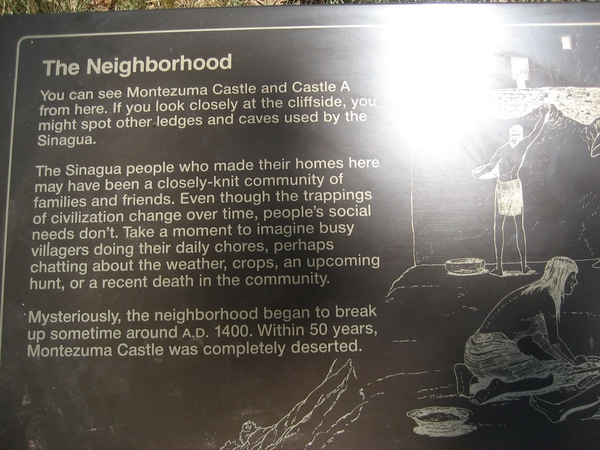 The Neighborhood
You can see Montezuma Castle and Castle A
from here. If you look closely at the cliffside, you
might spot other ledges and caves used by the
Sinagua.
The Sinagua people who made their homes here
may have been a closely-knit community of
families and friends. Even though the trappings
of civilization change over time, people's social
needs don't. Take a moment to imagine busy
villagers doing their daily chores, perhaps
chatting about the weather, crops, an upcoming
hunt, or a recent death in the community.
Mysteriously, the neighborhood began to break
up sometime around A.D. 1400. Within 50 years,
Montezuma Castle was completely deserted.